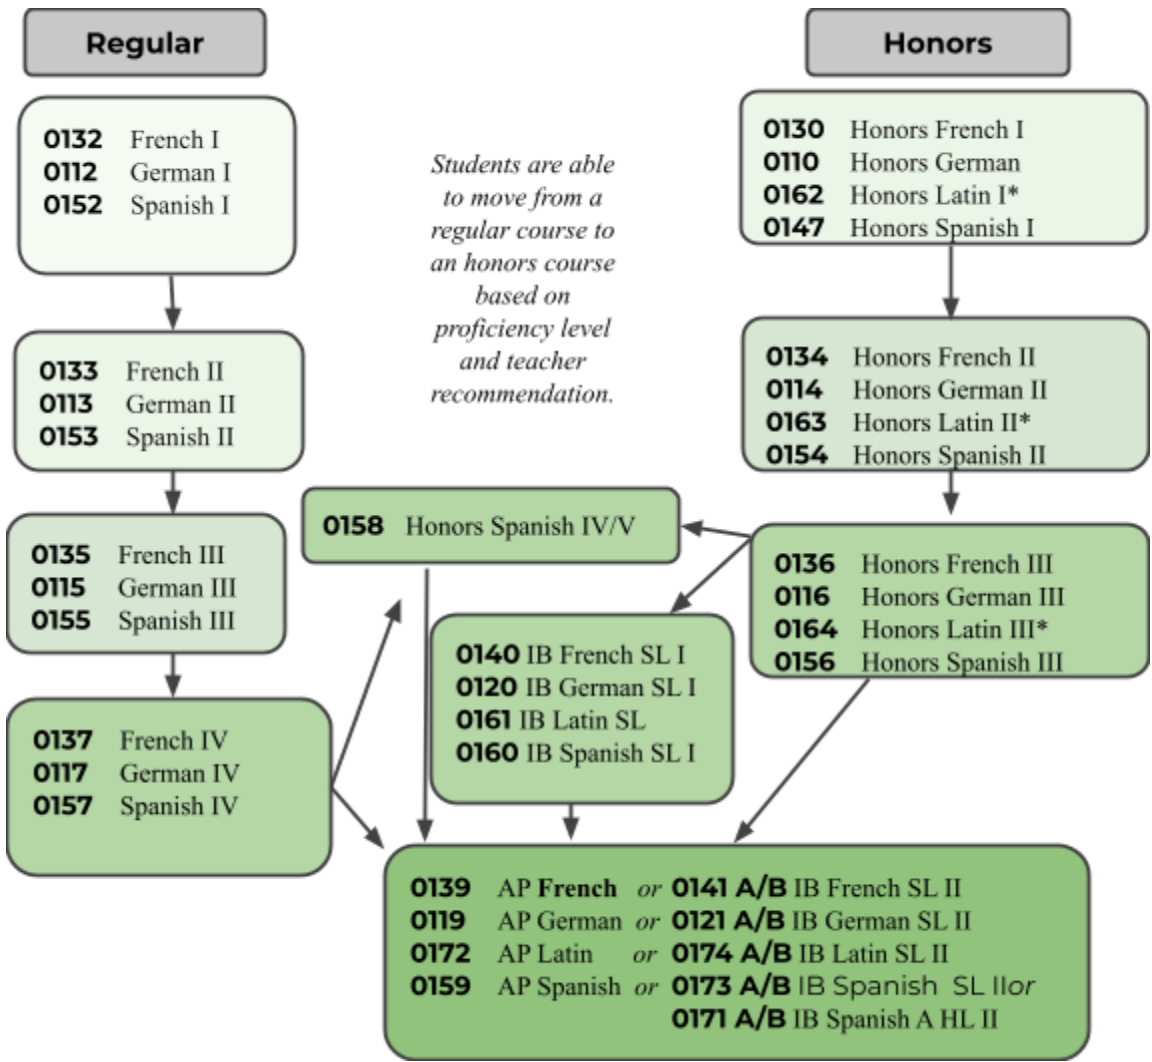 Regular
0132 French I
0112 German I
0152 Spanish I
0133 French II
0113 German II
0153 Spanish II
0135 French III
0115 German III
0155 Spanish III
0137 French IV
0117 German IV
0157 Spanish IV
Students are able
to move from a
regular course to
an honors course
based on
proficiency level
and teacher
recommendation.
Honors
0130 Honors French I
0110 Honors German
0162 Honors Latin I*
0147 Honors Spanish I
0134 Honors French II
0114 Honors German II
0163 Honors Latin II*
0154 Honors Spanish II
0136 Honors French III
0116 Honors German III
0164 Honors Latin III*
0156 Honors Spanish III
0158 Honors Spanish IV/V
0140 IB French SL I
0120 IB German SL I
0161 IB Latin SL
0160 IB Spanish SL I
0139 AP French or 0141 A/B IB French SL II
0119 AP German or 0121 A/B IB German SL II
0172 AP Latin or 0174 A/B IB Latin SL II
0159 AP Spanish or 0173 A/B IB Spanish SL IIor
0171 A/B IB Spanish A HL II